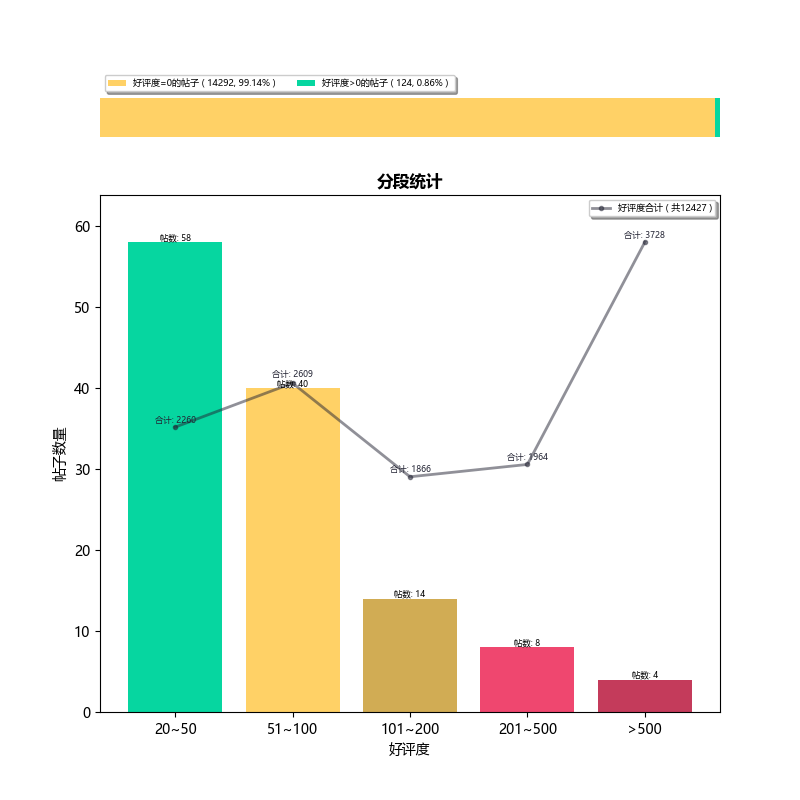 好评度=0的帖子 ( 14292, 99.14% ) 好评度>0的帖子 ( 124, 0.86% )
分段统计
好评度合计 ( 共12427 )
合计: 3728
帖数: 58
合计: 2609
帖数: 40
合计: 2260
合计: 1866
合计: 1964
帖数: 14
帖数: 8
帖数: 4
帖子数量
60
50
40
30
20
10
0
20~50 51~100 101~200 201~500 >500
好评度